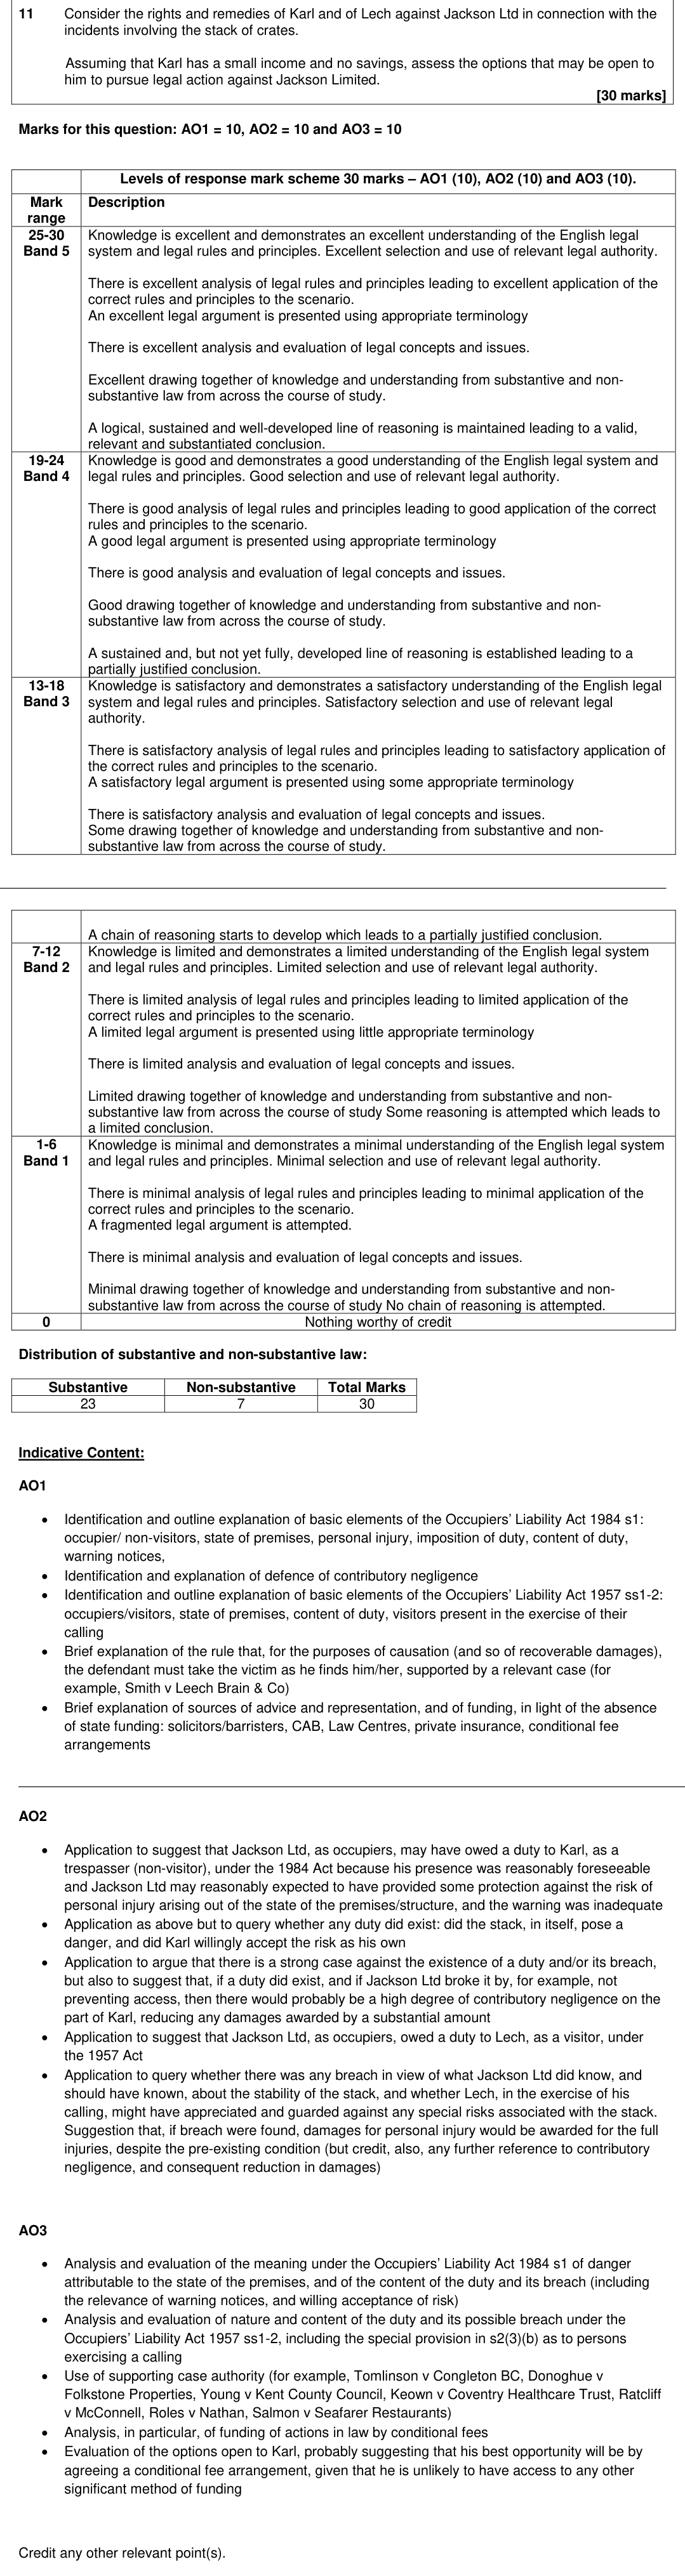 11 Consider the rights and remedies of Karl and of Lech against Jackson Ltd in connection with the
incidents involving the stack of crates.
Assuming that Karl has a small income and no savings, assess the options that may be open to
him to pursue legal action against Jackson Limited.
[30 marks]
Marks for this question: AO1 = 10, AO2 = 10 and AO3 = 10
Levels of response mark scheme 30 marks – AO1 (10), AO2 (10) and AO3 (10).
Mark range Description
25-30 Band 5
Knowledge is excellent and demonstrates an excellent understanding of the English legal
system and legal rules and principles. Excellent selection and use of relevant legal authority.
There is excellent analysis of legal rules and principles leading to excellent application of the
correct rules and principles to the scenario.
An excellent legal argument is presented using appropriate terminology
There is excellent analysis and evaluation of legal concepts and issues.
Excellent drawing together of knowledge and understanding from substantive and non-
substantive law from across the course of study.
A logical, sustained and well-developed line of reasoning is maintained leading to a valid,
relevant and substantiated conclusion.
19-24 Band 4
Knowledge is good and demonstrates a good understanding of the English legal system and
legal rules and principles. Good selection and use of relevant legal authority.
There is good analysis of legal rules and principles leading to good application of the correct
rules and principles to the scenario.
A good legal argument is presented using appropriate terminology
There is good analysis and evaluation of legal concepts and issues.
Good drawing together of knowledge and understanding from substantive and non-
substantive law from across the course of study.
A sustained and, but not yet fully, developed line of reasoning is established leading to a
partially justified conclusion.
13-18 Band 3
Knowledge is satisfactory and demonstrates a satisfactory understanding of the English legal
system and legal rules and principles. Satisfactory selection and use of relevant legal
authority.
There is satisfactory analysis of legal rules and principles leading to satisfactory application of
the correct rules and principles to the scenario.
A satisfactory legal argument is presented using some appropriate terminology
There is satisfactory analysis and evaluation of legal concepts and issues.
Some drawing together of knowledge and understanding from substantive and non-
substantive law from across the course of study.
A chain of reasoning starts to develop which leads to a partially justified conclusion.
7-12 Band 2
Knowledge is limited and demonstrates a limited understanding of the English legal system
and legal rules and principles. Limited selection and use of relevant legal authority.
There is limited analysis of legal rules and principles leading to limited application of the
correct rules and principles to the scenario.
A limited legal argument is presented using little appropriate terminology
There is limited analysis and evaluation of legal concepts and issues.
Limited drawing together of knowledge and understanding from substantive and non-
substantive law from across the course of study Some reasoning is attempted which leads to
a limited conclusion.
1-6 Band 1
Knowledge is minimal and demonstrates a minimal understanding of the English legal system
and legal rules and principles. Minimal selection and use of relevant legal authority.
There is minimal analysis of legal rules and principles leading to minimal application of the
correct rules and principles to the scenario.
A fragmented legal argument is attempted.
There is minimal analysis and evaluation of legal concepts and issues.
Minimal drawing together of knowledge and understanding from substantive and non-
substantive law from across the course of study No chain of reasoning is attempted.
0 Nothing worthy of credit
Distribution of substantive and non-substantive law:
Substantive Non-substantive Total Marks
23 7 30
Indicative Content:
AO1
• Identification and outline explanation of basic elements of the Occupiers' Liability Act 1984 s1:
occupier/ non-visitors, state of premises, personal injury, imposition of duty, content of duty,
warning notices,
• Identification and explanation of defence of contributory negligence
• Identification and outline explanation of basic elements of the Occupiers' Liability Act 1957 ss1-2:
occupiers/visitors, state of premises, content of duty, visitors present in the exercise of their
calling
• Brief explanation of the rule that, for the purposes of causation (and so of recoverable damages),
the defendant must take the victim as he finds him/her, supported by a relevant case (for
example, Smith v Leech Brain & Co)
• Brief explanation of sources of advice and representation, and of funding, in light of the absence
of state funding: solicitors/barristers, CAB, Law Centres, private insurance, conditional fee
arrangements
AO2
• Application to suggest that Jackson Ltd, as occupiers, may have owed a duty to Karl, as a
trespasser (non-visitor), under the 1984 Act because his presence was reasonably foreseeable
and Jackson Ltd may reasonably expected to have provided some protection against the risk of
personal injury arising out of the state of the premises/structure, and the warning was inadequate
• Application as above but to query whether any duty did exist: did the stack, in itself, pose a
danger, and did Karl willingly accept the risk as his own
• Application to argue that there is a strong case against the existence of a duty and/or its breach,
but also to suggest that, if a duty did exist, and if Jackson Ltd broke it by, for example, not
preventing access, then there would probably be a high degree of contributory negligence on the
part of Karl, reducing any damages awarded by a substantial amount
• Application to suggest that Jackson Ltd, as occupiers, owed a duty to Lech, as a visitor, under
the 1957 Act
• Application to query whether there was any breach in view of what Jackson Ltd did know, and
should have known, about the stability of the stack, and whether Lech, in the exercise of his
calling, might have appreciated and guarded against any special risks associated with the stack.
Suggestion that, if breach were found, damages for personal injury would be awarded for the full
injuries, despite the pre-existing condition (but credit, also, any further reference to contributory
negligence, and consequent reduction in damages)
AO3
• Analysis and evaluation of the meaning under the Occupiers' Liability Act 1984 s1 of danger
attributable to the state of the premises, and of the content of the duty and its breach (including
the relevance of warning notices, and willing acceptance of risk)
• Analysis and evaluation of nature and content of the duty and its possible breach under the
Occupiers' Liability Act 1957 ss1-2, including the special provision in s2(3)(b) as to persons
exercising a calling
• Use of supporting case authority (for example, Tomlinson v Congleton BC, Donoghue v
Folkstone Properties, Young v Kent County Council, Keown v Coventry Healthcare Trust, Ratcliff
v McConnell, Roles v Nathan, Salmon v Seafarer Restaurants)
• Analysis, in particular, of funding of actions in law by conditional fees
• Evaluation of the options open to Karl, probably suggesting that his best opportunity will be by
agreeing a conditional fee arrangement, given that he is unlikely to have access to any other
significant method of funding
Credit any other relevant point(s).